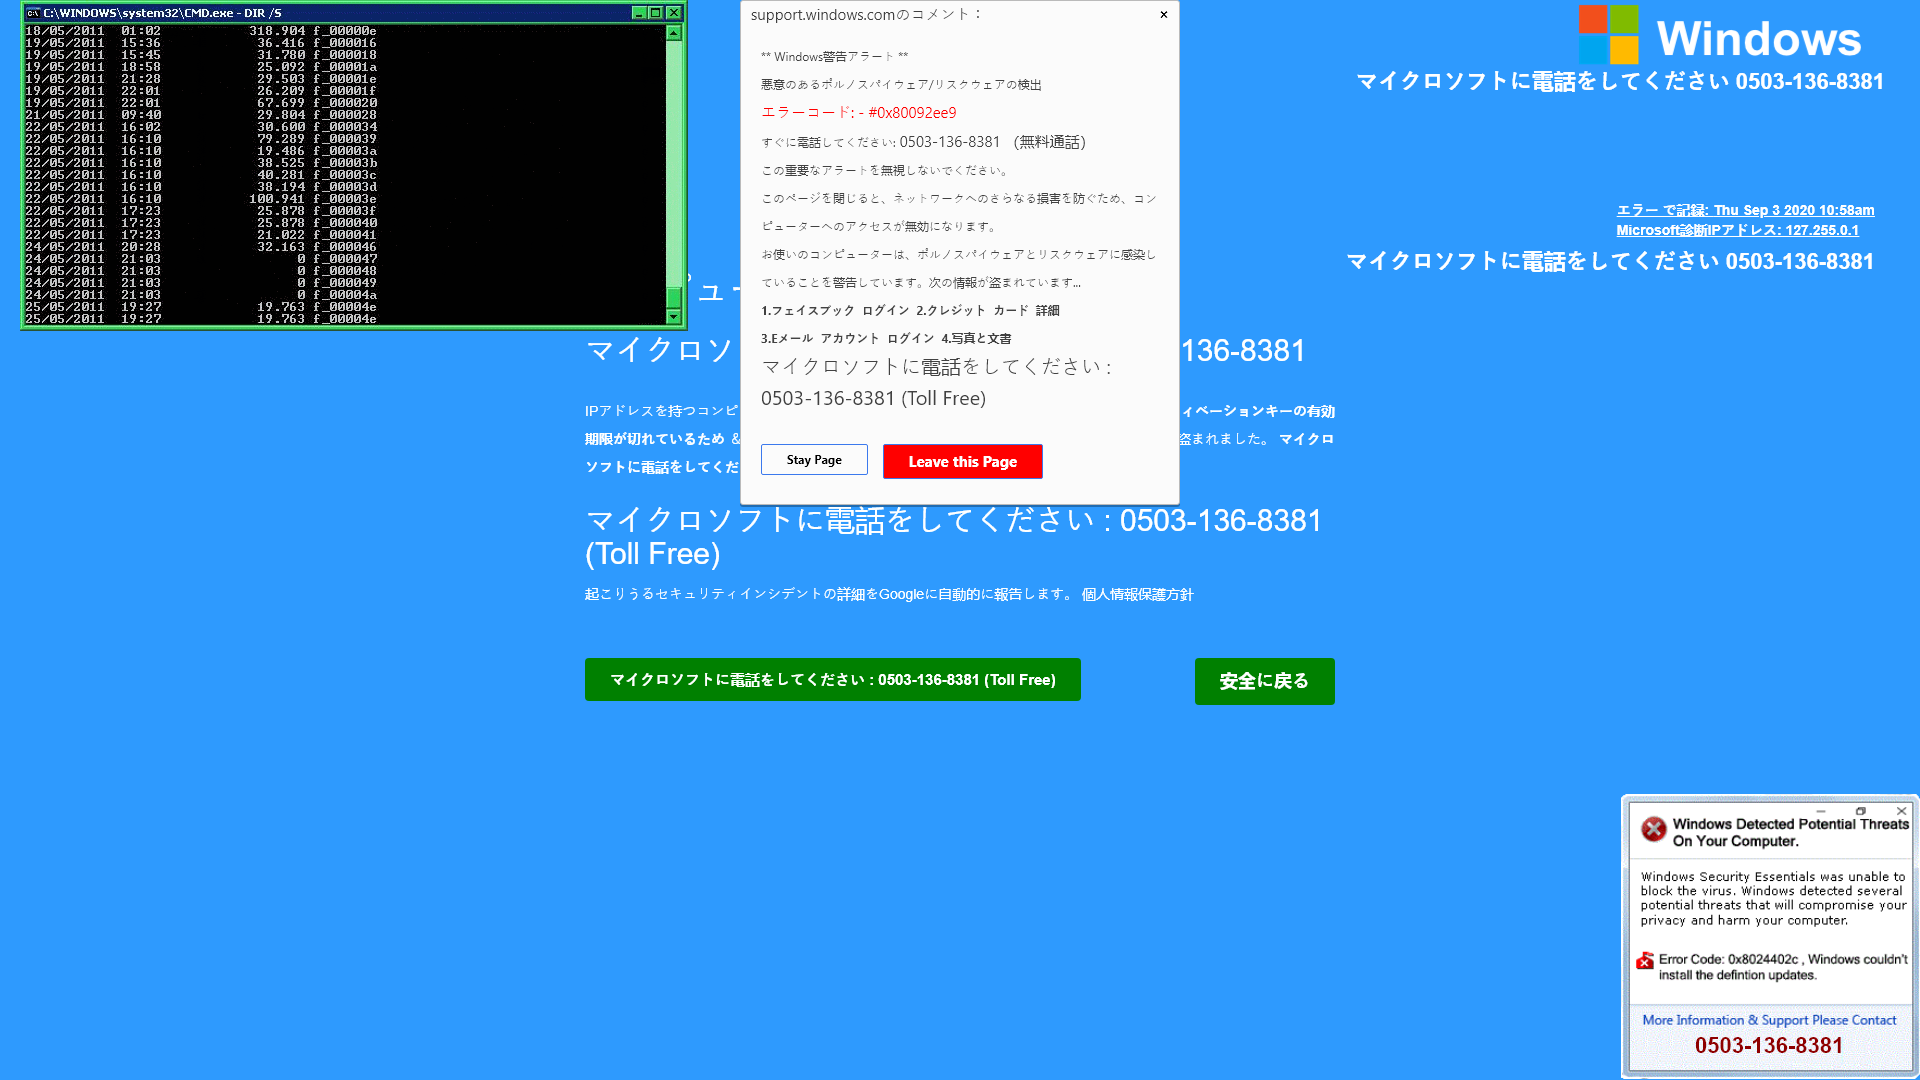 C:\WINDOWS\system32\CMD.exe - DIR /S
18/05/2011 01:02 318.904 f_00000e
19/05/2011 15:36 36.416 f_000016
19/05/2011 15:45 31.780 f_000018
19/05/2011 18:58 25.092 f_00001a
19/05/2011 21:28 29.503 f_00001e
19/05/2011 22:01 26.209 f_00001f
19/05/2011 22:01 67.699 f_000020
21/05/2011 09:40 29.804 f_000028
22/05/2011 16:02 30.600 f_000034
22/05/2011 16:10 79.289 f_000039
22/05/2011 16:10 19.486 f_00003a
22/05/2011 16:10 38.525 f_00003b
22/05/2011 16:10 40.281 f_00003c
22/05/2011 16:10 38.194 f_00003d
22/05/2011 16:10 100.941 f_00003e
22/05/2011 17:23 25.878 f_00003f
22/05/2011 17:23 25.878 f_000040
22/05/2011 17:23 21.022 f_000041
24/05/2011 20:28 32.163 f_000046
24/05/2011 21:03 0 f_000047
24/05/2011 21:03 0 f_000048
24/05/2011 21:03 0 f_000049
24/05/2011 21:03 0 f_00004a
25/05/2011 19:27 19.763 f_00004e
25/05/2011 19:27 19.763 f_00004e
support.windows.comのコメント：
** Windows警告アラート **
悪意のあるポルノスパイウェア/リスクウェアの検出
エラーコード: - #0x80092ee9
すぐに電話してください: 0503-136-8381 (無料通話)
この重要なアラートを無視しないでください。
このページを閉じると、ネットワークへのさらなる損害を防ぐため、コン
ピューターへのアクセスが無効になります。
お使いのコンピューターは、ポルノスパイウェアとリスクウェアに感染し
ていることを警告しています。次の情報が盗まれています...
1.フェイスブック ログイン 2.クレジット カード 詳細
3.Eメール アカウント ログイン 4.写真と文書
マイクロソフトに電話をしてください :
0503-136-8381 (Toll Free)
Stay Page
Leave this Page
Windows
マイクロソフトに電話をしてください 0503-136-8381
エラー で記録: Thu Sep 3 2020 10:58am
Microsoft診断IPアドレス: 127.255.0.1
マイクロソフトに電話をしてください 0503-136-8381
ュー
マイクロソ 136-8381
IPアドレスを持つコンピ ィベーションキーの有効
期限が切れているため & 盗まれました。 マイクロ
ソフトに電話をしてくだ
マイクロソフトに電話をしてください : 0503-136-8381
(Toll Free)
起こりうるセキュリティインシデントの詳細をGoogleに自動的に報告します。 個人情報保護方針
マイクロソフトに電話をしてください : 0503-136-8381 (Toll Free)
安全に戻る
Windows Detected Potential Threats
On Your Computer.
Windows Security Essentials was unable to
block the virus. Windows detected several
potential threats that will compromise your
privacy and harm your computer.
Error Code: 0x8024402c , Windows couldn't
install the defintion updates.
More Information & Support Please Contact
0503-136-8381